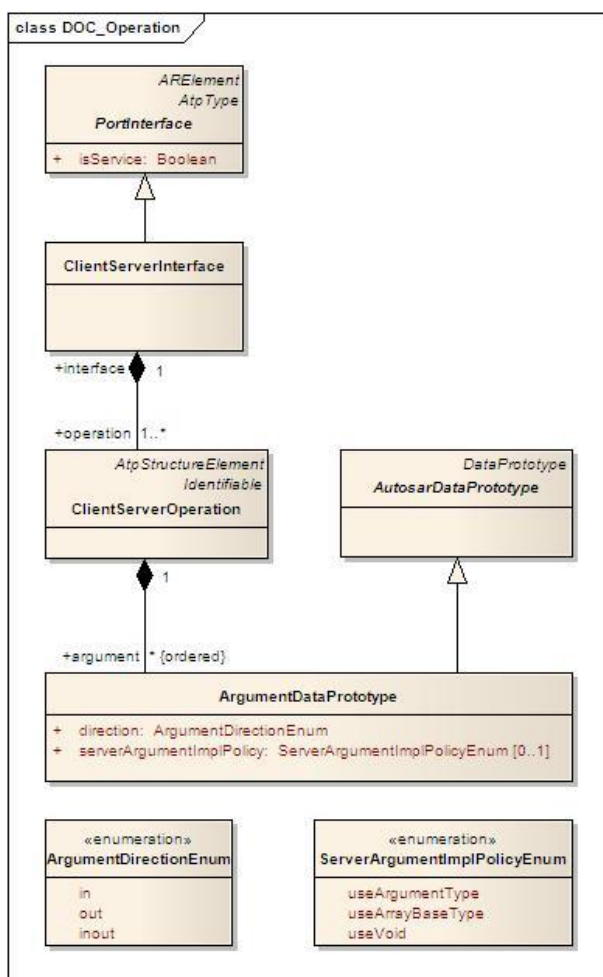 class DOC_Operation
ARElement
AtpType
PortInterface
+ isService: Boolean
ClientServerInterface
+interface 1
+operation 1..*
AtpStructureElement
Identifiable
ClientServerOperation
DataPrototype
AutosarDataPrototype
1
+argument * {ordered}
ArgumentDataPrototype
+ direction: ArgumentDirectionEnum
+ serverArgumentImplPolicy: ServerArgumentImplPolicyEnum [0..1]
«enumeration»
ArgumentDirectionEnum
in
out
inout
«enumeration»
ServerArgumentImplPolicyEnum
useArgumentType
useArrayBaseType
useVoid